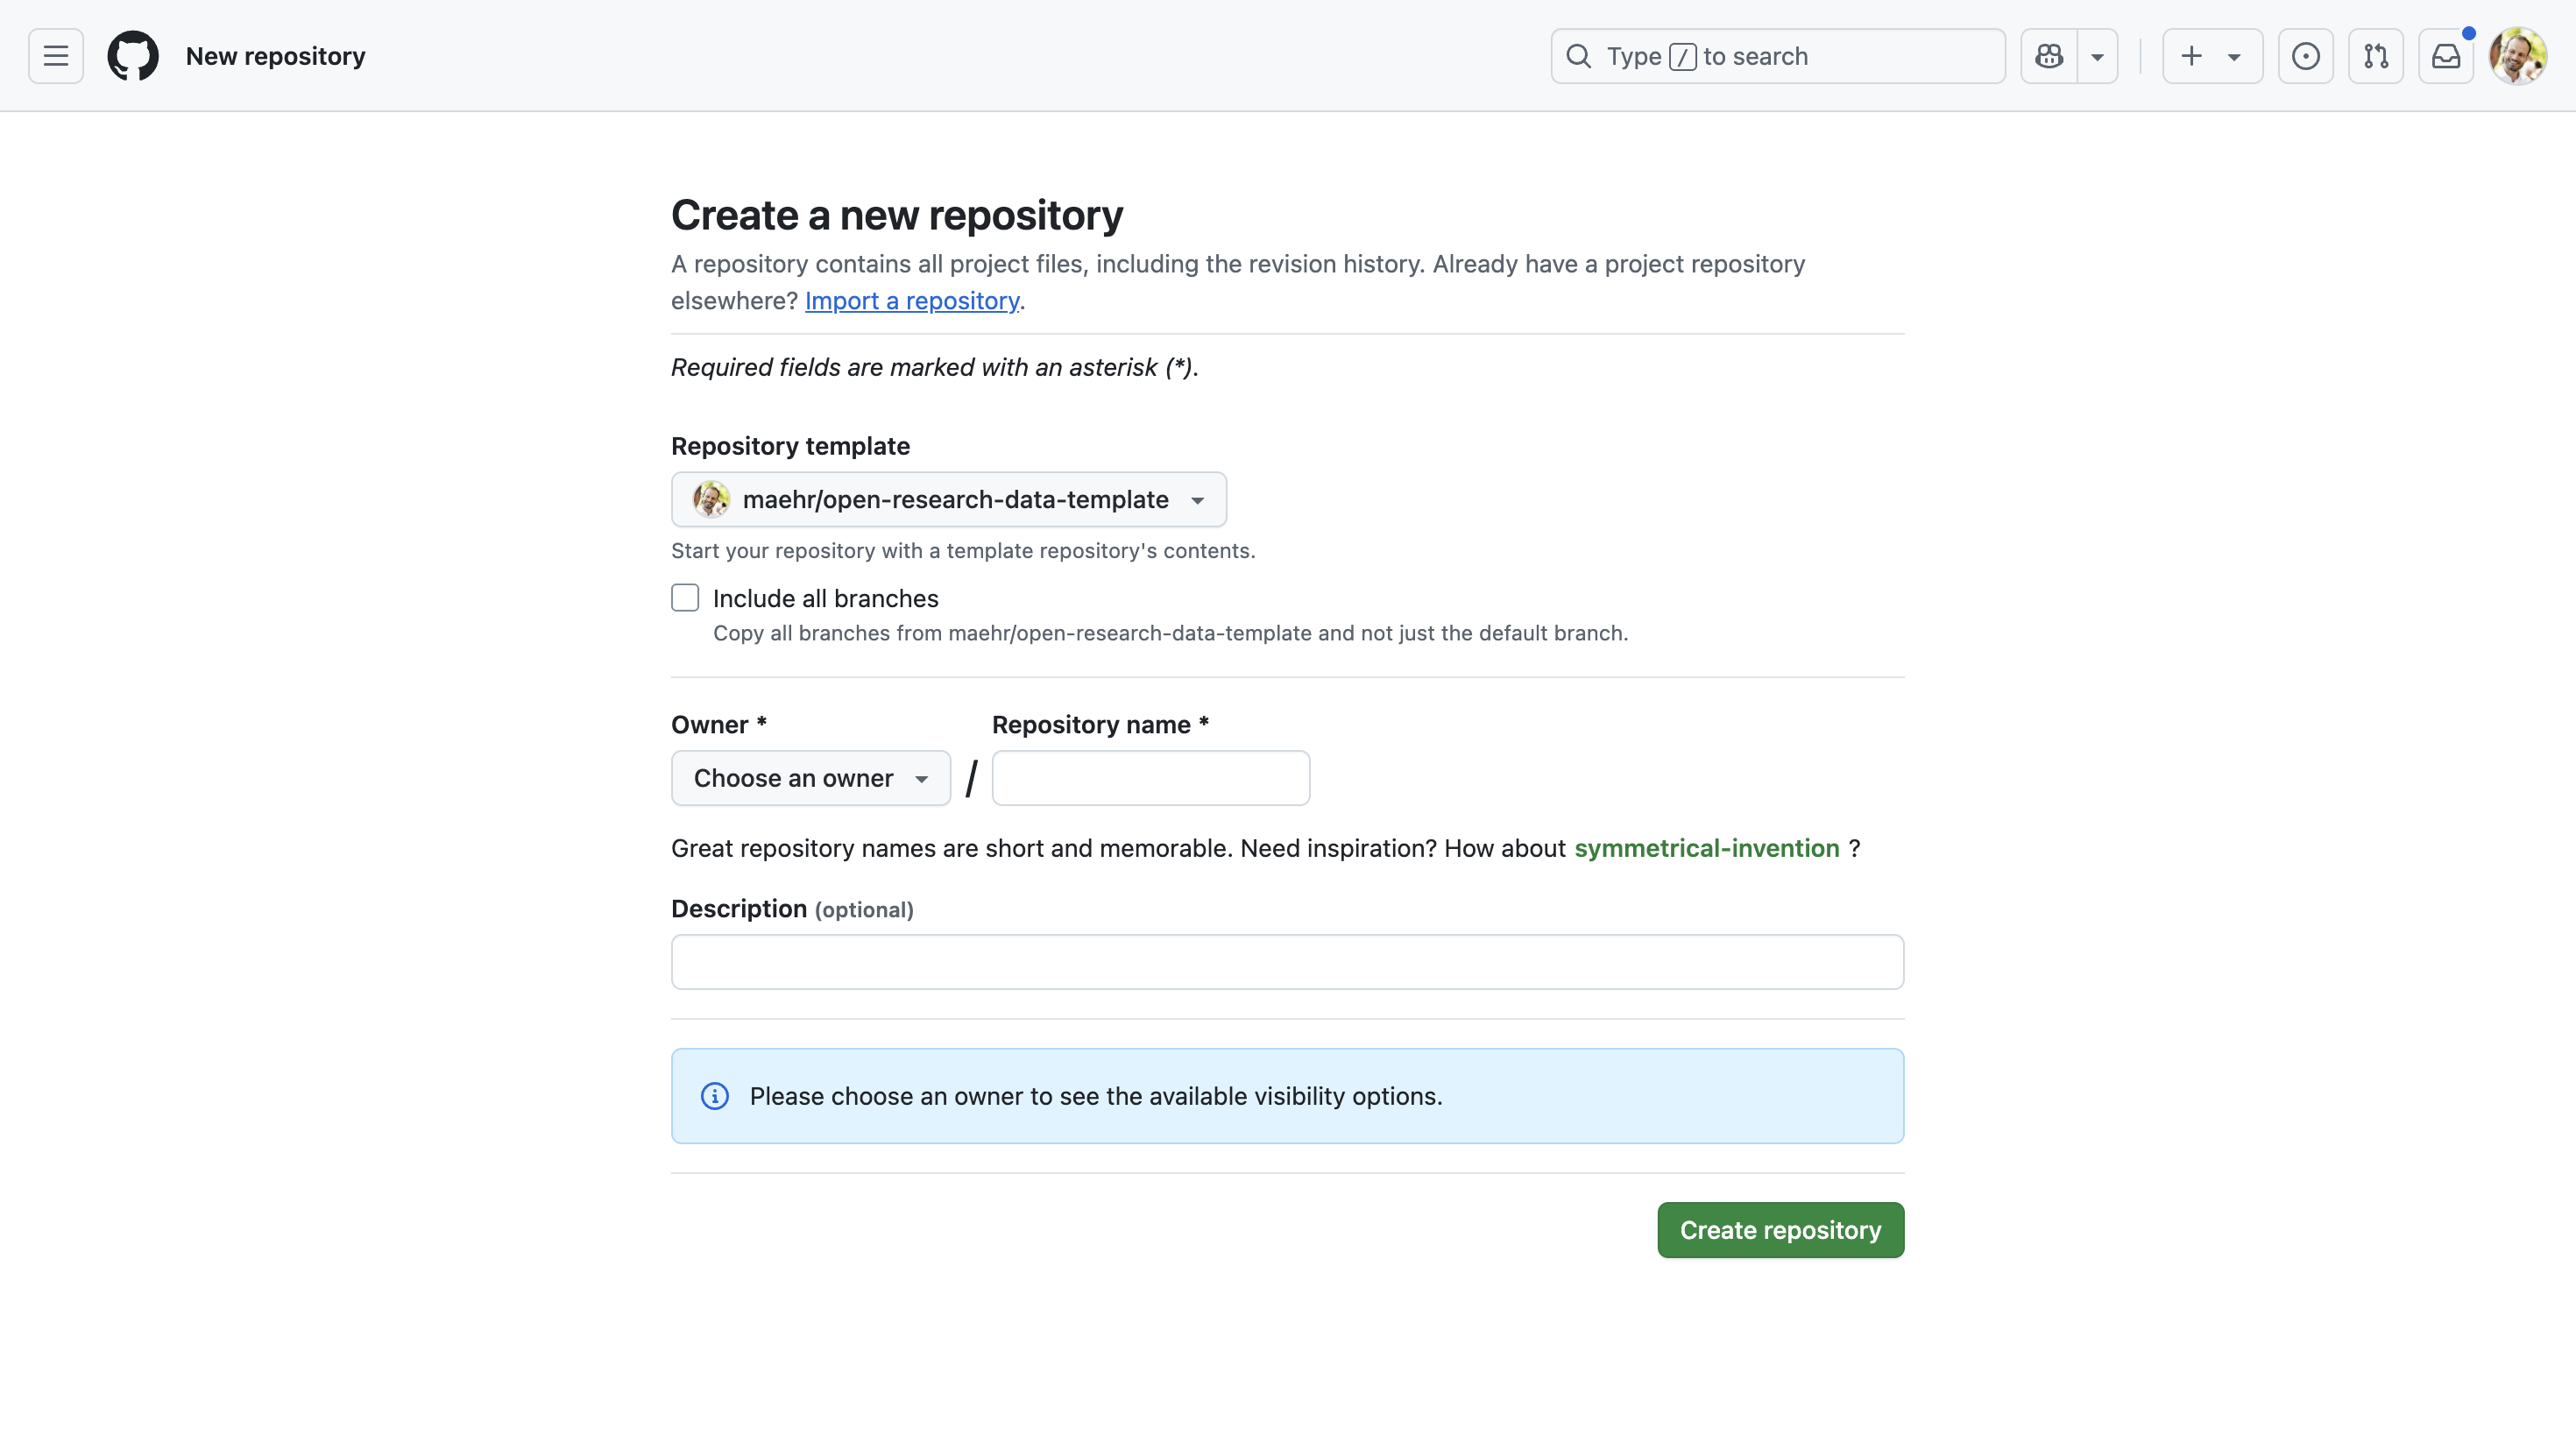 New repository
Type / to search
Create a new repository
A repository contains all project files, including the revision history. Already have a project repository
elsewhere? Import a repository.
Required fields are marked with an asterisk (*).
Repository template
maehr/open-research-data-template
Start your repository with a template repository's contents.
Include all branches
Copy all branches from maehr/open-research-data-template and not just the default branch.
Owner * Repository name *
Choose an owner /
Great repository names are short and memorable. Need inspiration? How about symmetrical-invention ?
Description (optional)
Please choose an owner to see the available visibility options.
Create repository